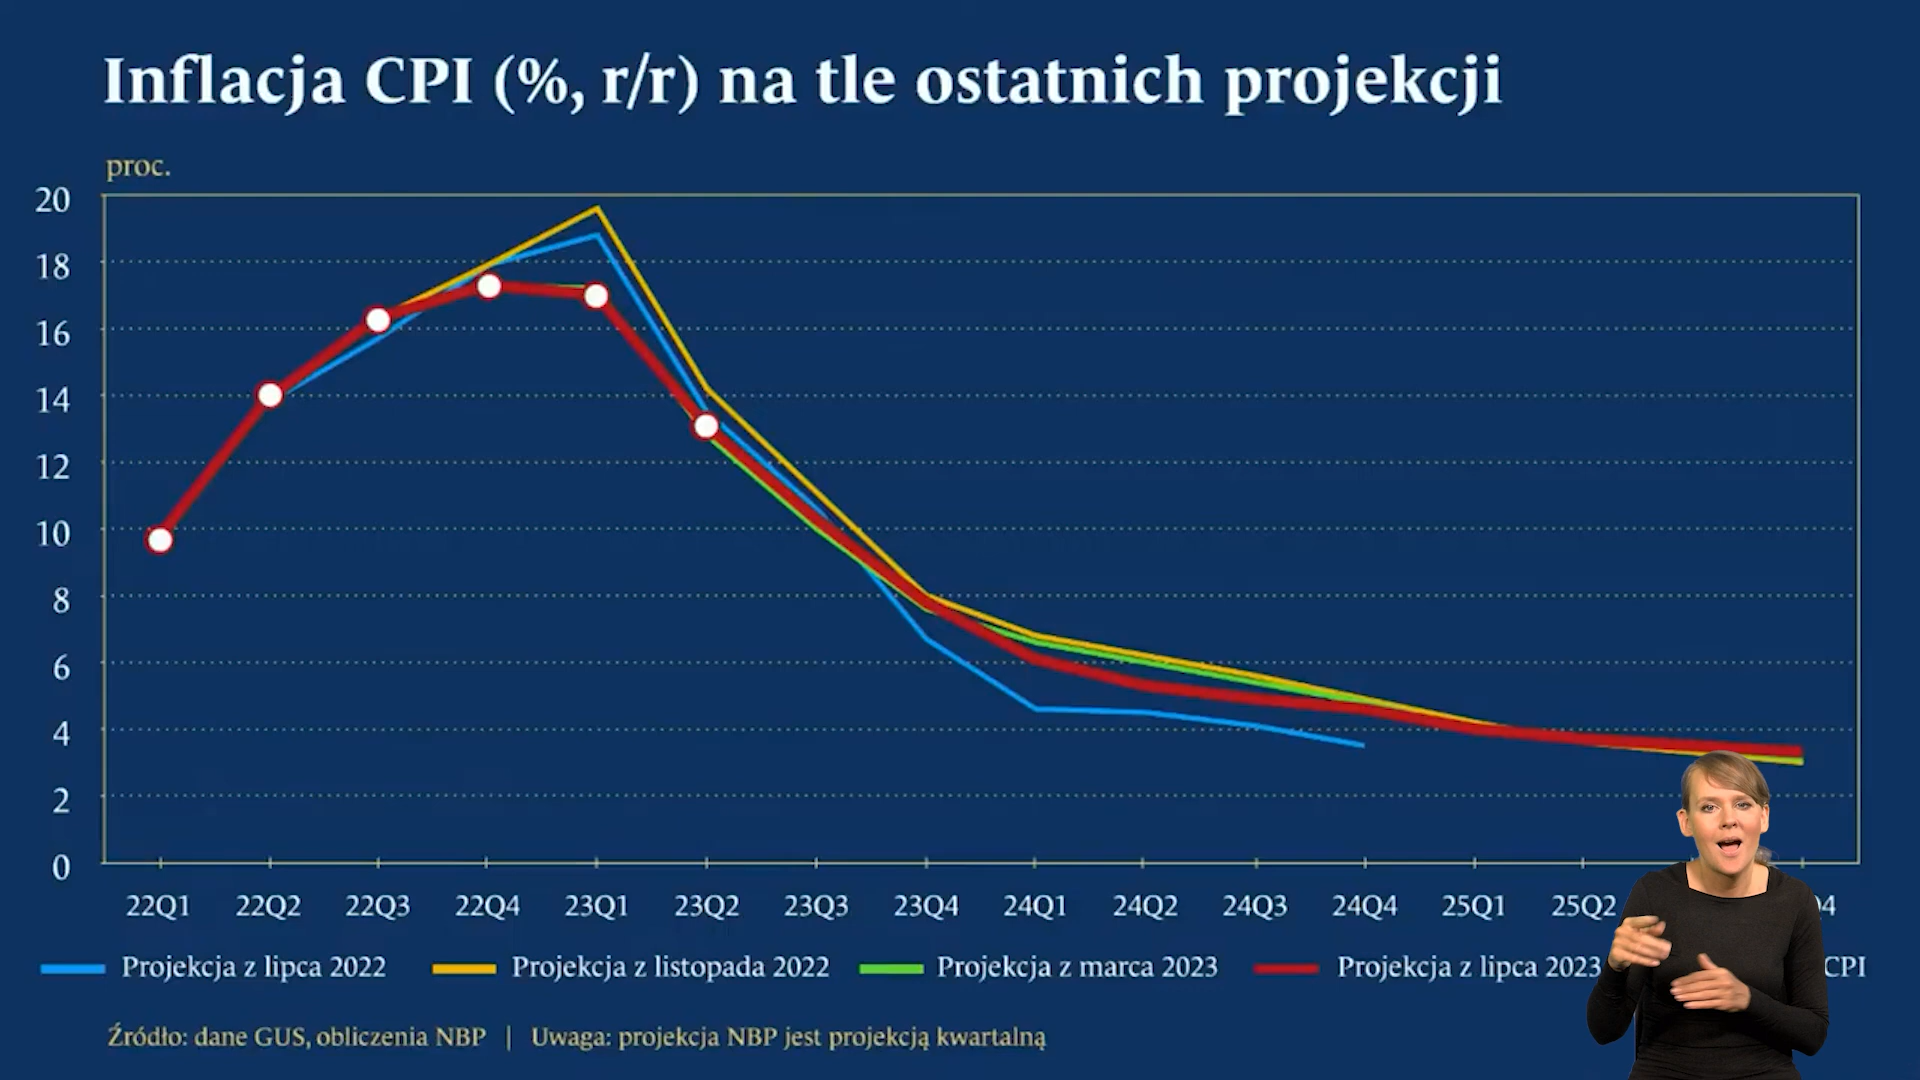 Inflacja CPI (%, r/r) na tle ostatnich projekcji
proc.
20
18
16
14
12
10
8
6
4
2
0
22Q1 22Q2 22Q3 22Q4 23Q1 23Q2 23Q3 23Q4 24Q1 24Q2 24Q3 24Q4 25Q1 25Q2
Projekcja z lipca 2022 Projekcja z listopada 2022 Projekcja z marca 2023 Projekcja z lipca 2023 CPI
Źródło: dane GUS, obliczenia NBP | Uwaga: projekcja NBP jest projekcją kwartalną